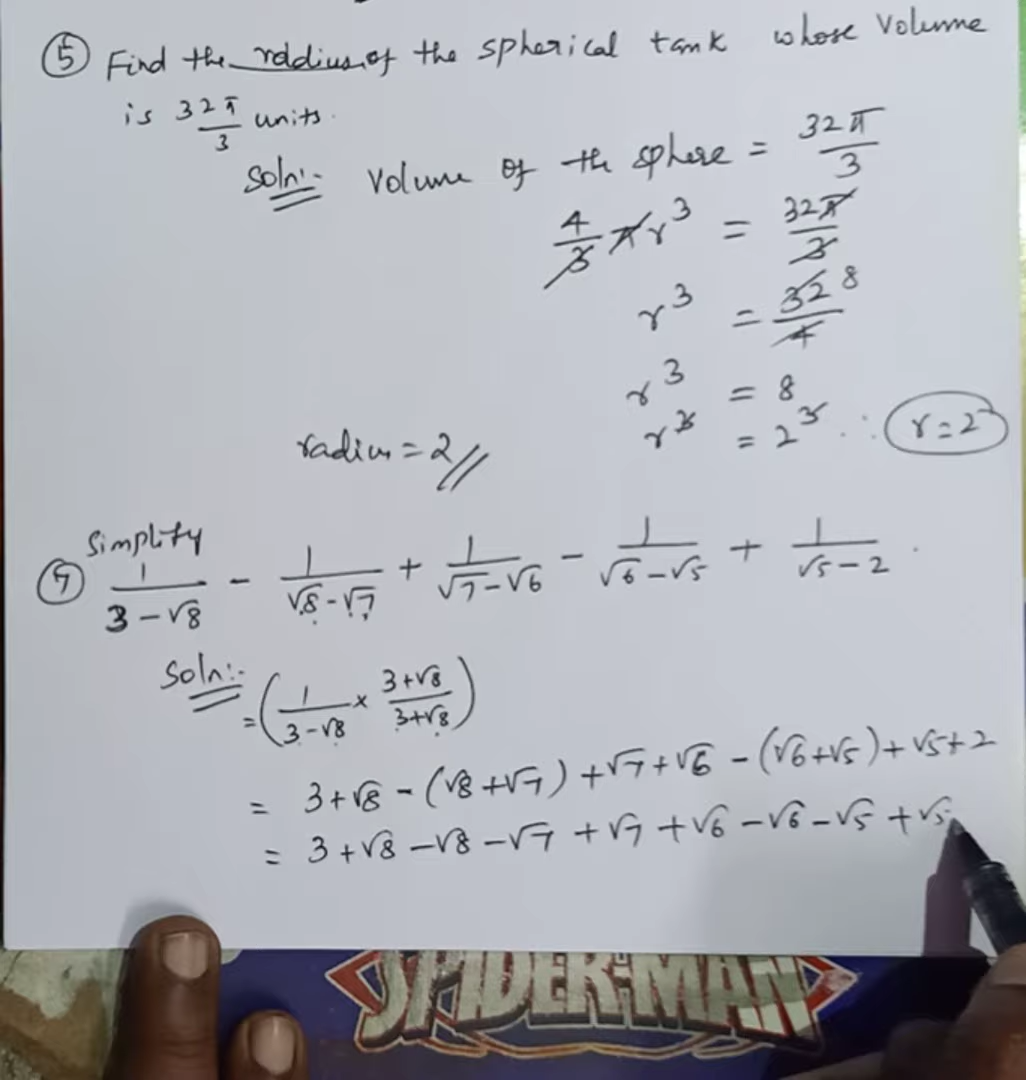 ⑤ Find the radius of the spherical tank whose Volume
is 32π/3 units.
Soln:- Volume of the sphere = 32π/3
4/3 πr³ = 32π/3
r³ = 32/4 8
r³ = 8
r³ = 2³ ∴ r = 2
radius = 2//
Simplify
⑦ 1/(3-√8) - 1/(√8-√7) + 1/(√7-√6) - 1/(√6-√5) + 1/(√5-2).
Soln:- = (1/(3-√8) × (3+√8)/(3+√8))
= 3+√8 - (√8+√7) + √7+√6 - (√6+√5) + √5+2
= 3+√8 -√8 -√7 +√7 +√6 -√6 -√5 +√5
SPIDER-MAN